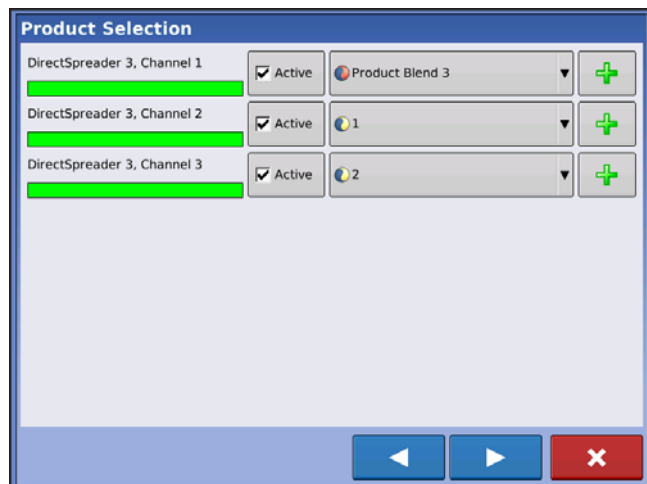 Product Selection
DirectSpreader 3, Channel 1
Active
Product Blend 3
DirectSpreader 3, Channel 2
Active
1
DirectSpreader 3, Channel 3
Active
2